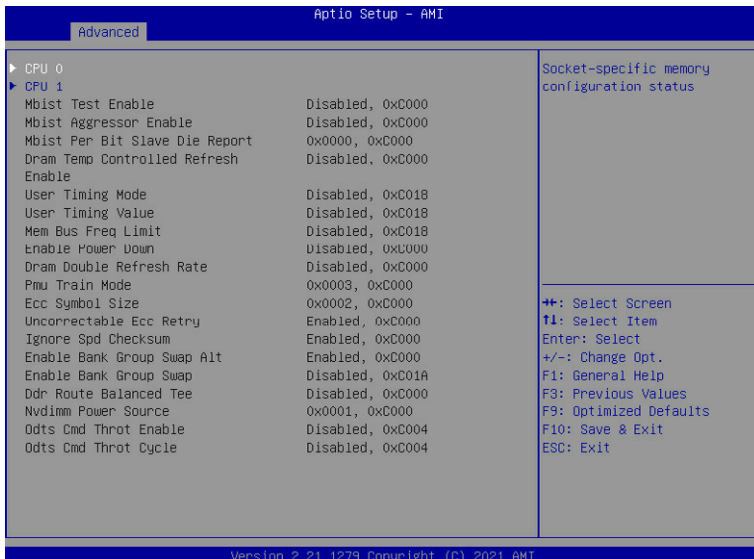 Aptio Setup – AMI
Advanced
CPU 0
CPU 1
Mbist Test Enable Disabled, 0xC000
Mbist Aggressor Enable Disabled, 0xC000
Mbist Per Bit Slave Die Report 0x0000, 0xC000
Dram Temp Controlled Refresh Disabled, 0xC000
Enable
User Timing Mode Disabled, 0xC018
User Timing Value Disabled, 0xC018
Mem Bus Freq Limit Disabled, 0xC018
Enable Power Down Disabled, 0xC000
Dram Double Refresh Rate Disabled, 0xC000
Pmu Train Mode 0x0003, 0xC000
Ecc Symbol Size 0x0002, 0xC000
Uncorrectable Ecc Retry Enabled, 0xC000
Ignore Spd Checksum Enabled, 0xC000
Enable Bank Group Swap Alt Enabled, 0xC000
Enable Bank Group Swap Disabled, 0xC01A
Ddr Route Balanced Tee Disabled, 0xC000
Nvdimm Power Source 0x0001, 0xC000
Odts Cmd Throt Enable Disabled, 0xC004
Odts Cmd Throt Cycle Disabled, 0xC004
Socket-specific memory
configuration status
→←: Select Screen
↑↓: Select Item
Enter: Select
+/-: Change Opt.
F1: General Help
F3: Previous Values
F9: Optimized Defaults
F10: Save & Exit
ESC: Exit
Version 2.21.1279 Copyright (C) 2021 AMI